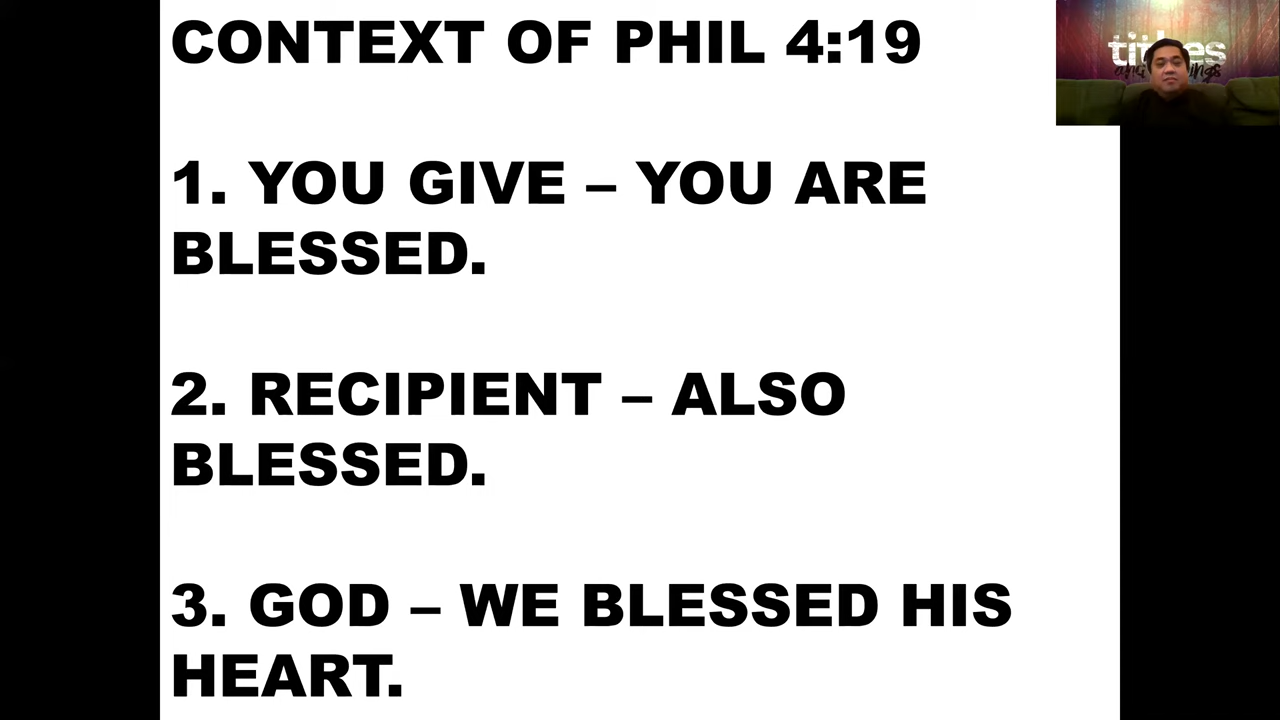 CONTEXT OF PHIL 4:19
1. YOU GIVE – YOU ARE
BLESSED.
2. RECIPIENT – ALSO
BLESSED.
3. GOD – WE BLESSED HIS
HEART.